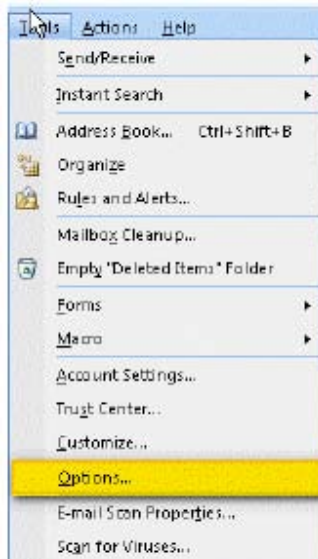 Tools Actions Help
Send/Receive
Instant Search
Address Book... Ctrl+Shift+B
Organize
Rules and Alerts...
Mailbox Cleanup...
Empty "Deleted Items" Folder
Forms
Macro
Account Settings...
Trust Center...
Customize...
Options...
E-mail Scan Properties...
Scan for Viruses...